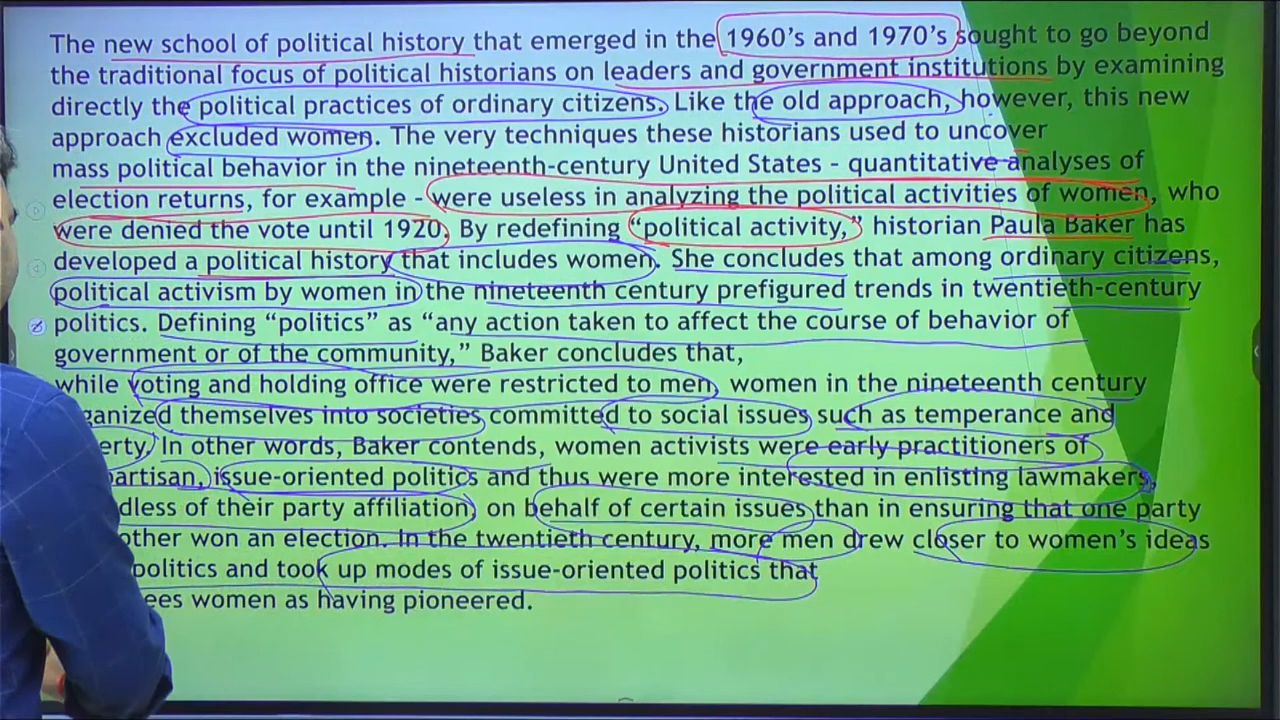 The new school of political history that emerged in the 1960's and 1970's sought to go beyond
the traditional focus of political historians on leaders and government institutions by examining
directly the political practices of ordinary citizens. Like the old approach, however, this new
approach excluded women. The very techniques these historians used to uncover
mass political behavior in the nineteenth-century United States - quantitative analyses of
election returns, for example - were useless in analyzing the political activities of women, who
were denied the vote until 1920. By redefining “political activity,” historian Paula Baker has
developed a political history that includes women. She concludes that among ordinary citizens,
political activism by women in the nineteenth century prefigured trends in twentieth-century
politics. Defining “politics” as “any action taken to affect the course of behavior of
government or of the community,” Baker concludes that,
while voting and holding office were restricted to men, women in the nineteenth century
ganized themselves into societies committed to social issues such as temperance and
erty. In other words, Baker contends, women activists were early practitioners of
partisan, issue-oriented politics and thus were more interested in enlisting lawmakers,
dless of their party affiliation, on behalf of certain issues than in ensuring that one party
other won an election. In the twentieth century, more men drew closer to women's ideas
politics and took up modes of issue-oriented politics that
ees women as having pioneered.